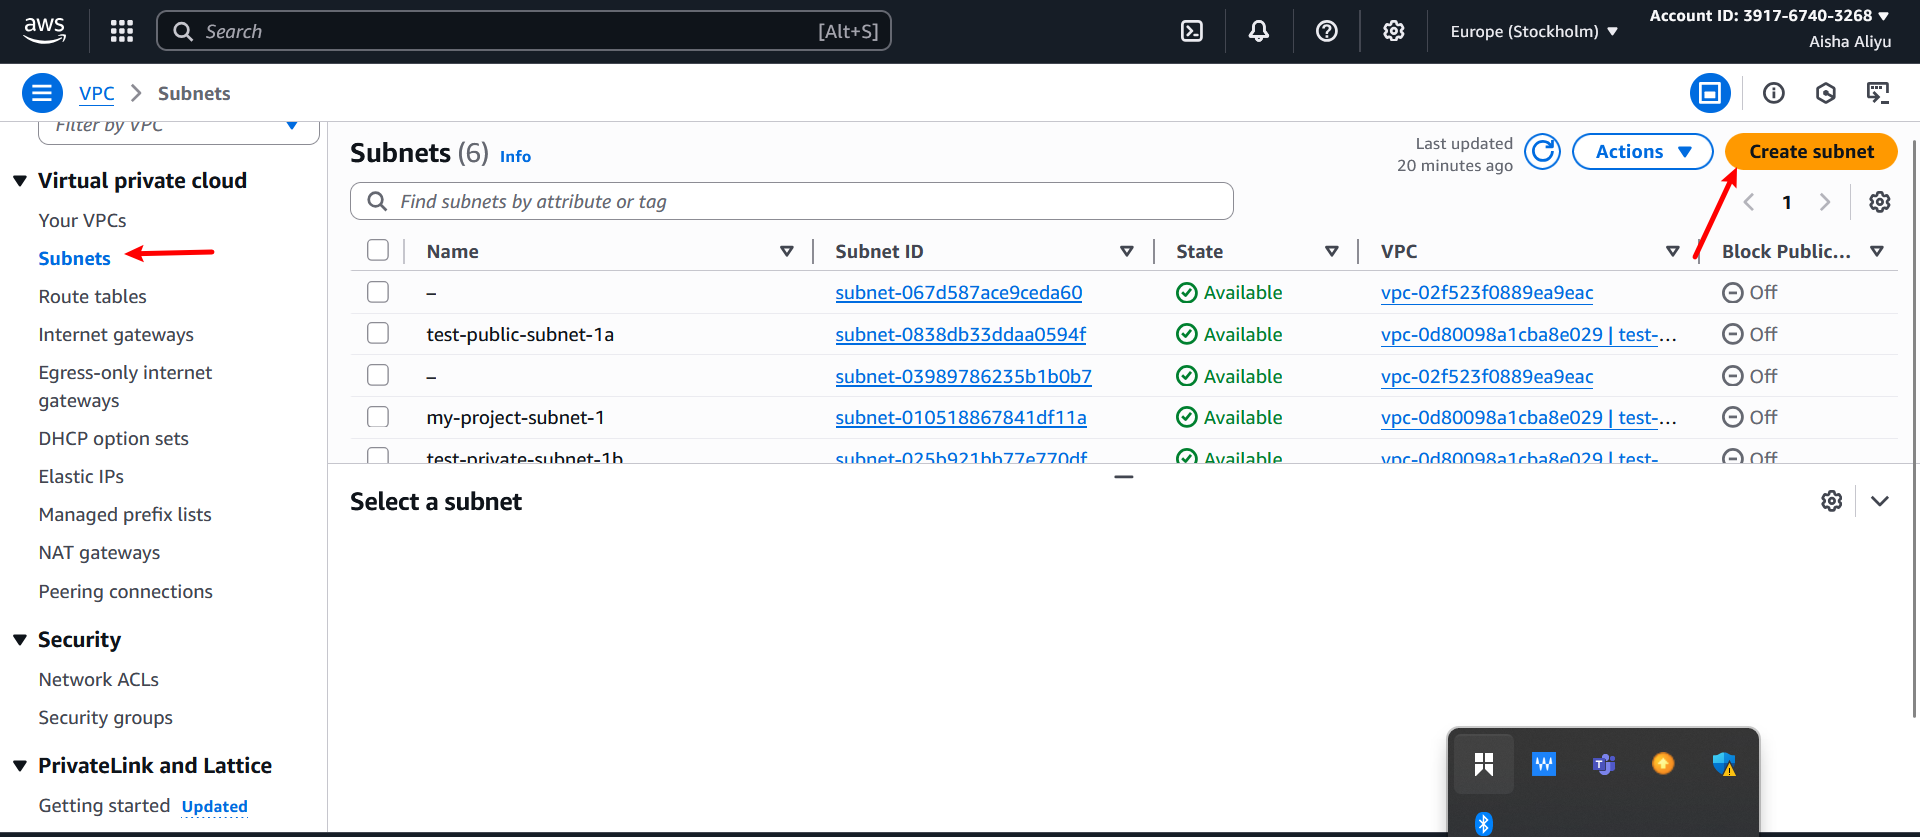 aws
Search
[Alt+S]
Europe (Stockholm)
Account ID: 3917-6740-3268
Aisha Aliyu
VPC
Subnets
Filter by VPC
Virtual private cloud
Your VPCs
Subnets
Route tables
Internet gateways
Egress-only internet
gateways
DHCP option sets
Elastic IPs
Managed prefix lists
NAT gateways
Peering connections
Security
Network ACLs
Security groups
PrivateLink and Lattice
Getting started Updated
Subnets (6) Info
Last updated
20 minutes ago
Actions
Create subnet
Find subnets by attribute or tag
1
Name Subnet ID State VPC Block Public...
– subnet-067d587ace9ceda60 Available vpc-02f523f0889ea9eac Off
test-public-subnet-1a subnet-0838db33ddaa0594f Available vpc-0d80098a1cba8e029 | test-... Off
– subnet-03989786235b1b0b7 Available vpc-02f523f0889ea9eac Off
my-project-subnet-1 subnet-010518867841df11a Available vpc-0d80098a1cba8e029 | test-... Off
test-private-subnet-1b subnet-025b921bb77e770df Available vpc-0d80098a1cba8e029 | test- Off
Select a subnet